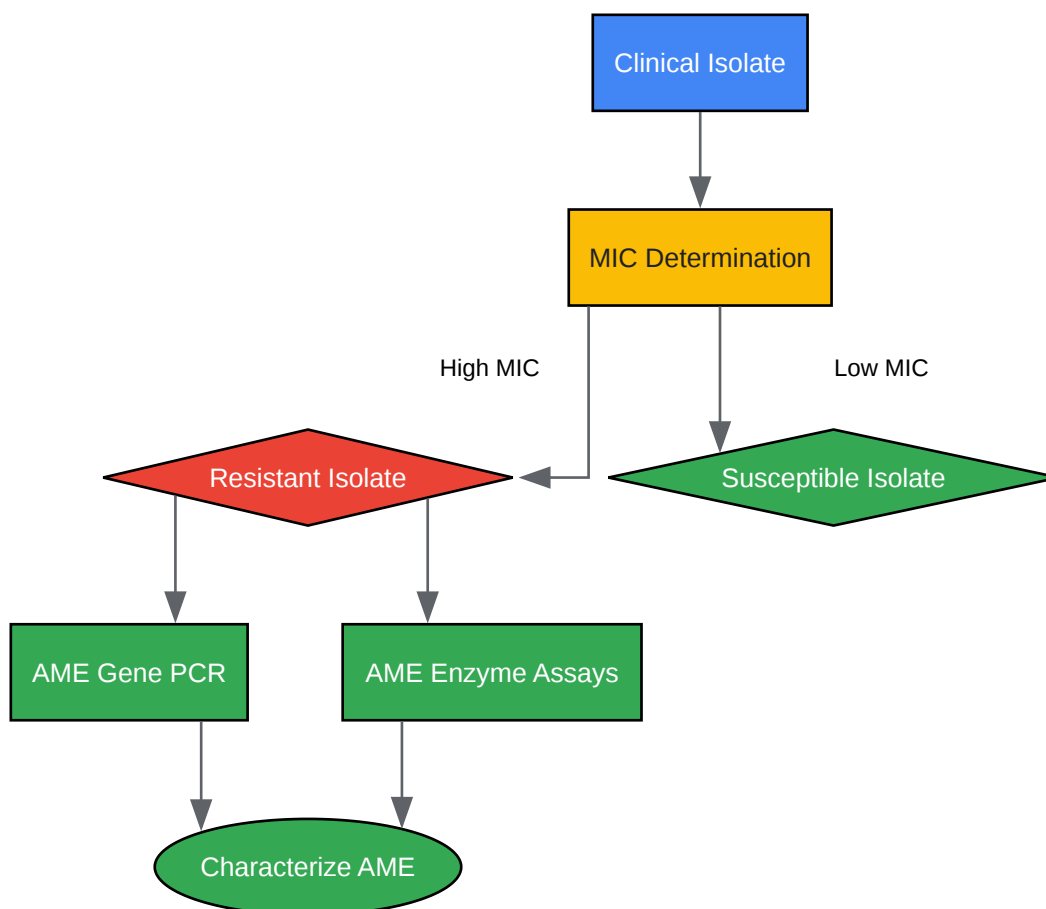 Clinical Isolate
MIC Determination
High MIC
Low MIC
Resistant Isolate
Susceptible Isolate
AME Gene PCR
AME Enzyme Assays
Characterize AME